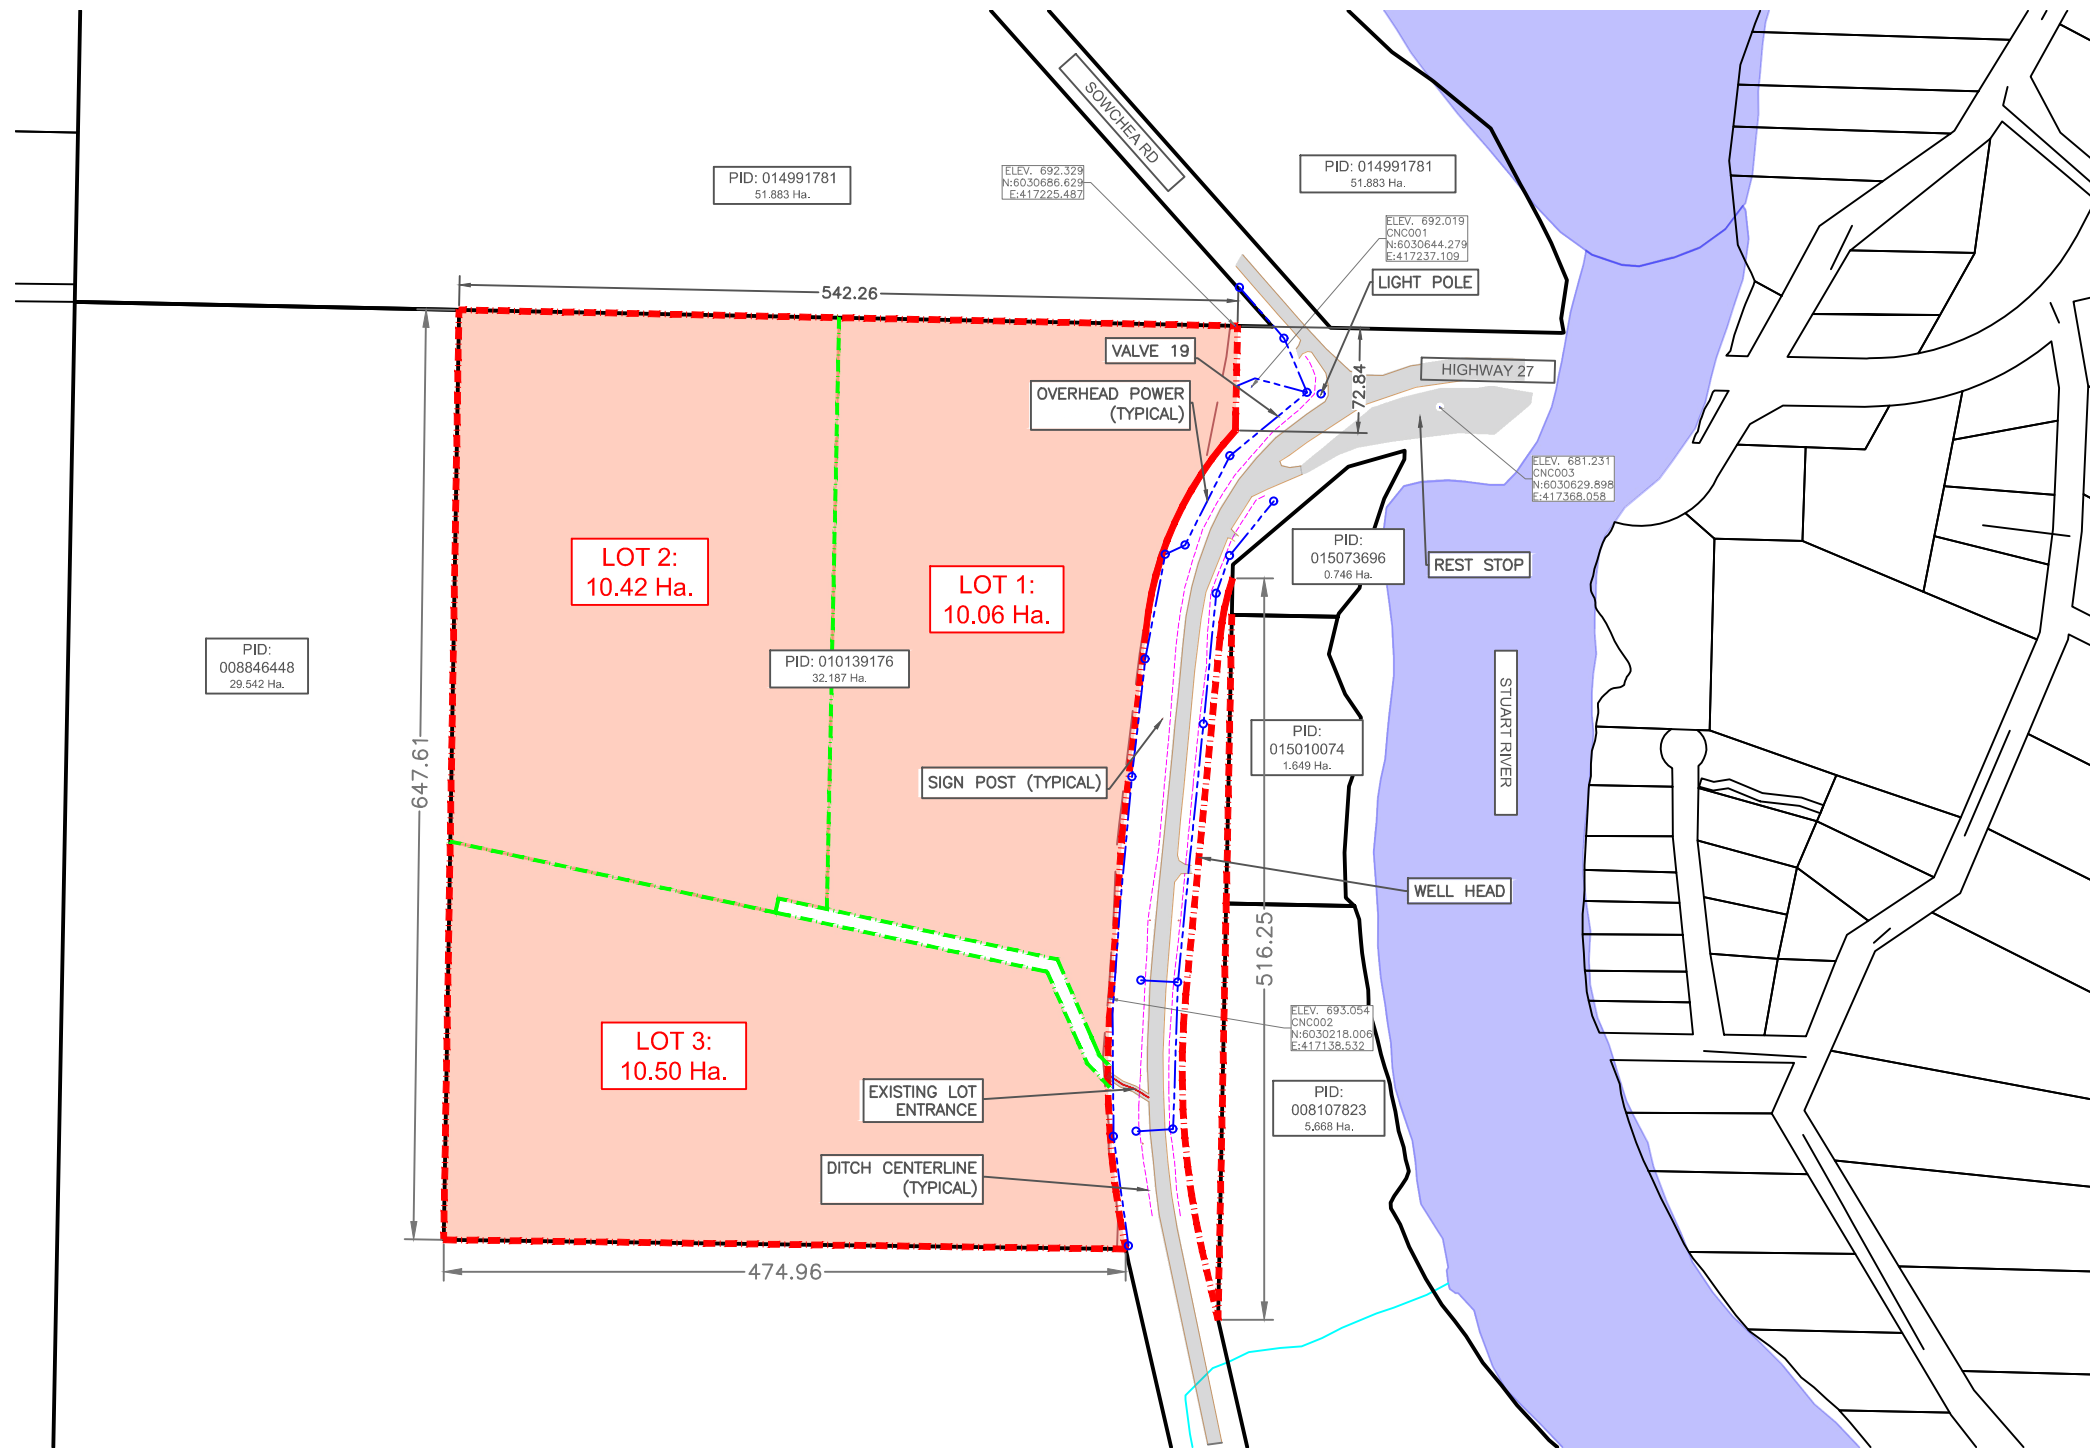 SOWCHEA RD
PID: 014991781
51.883 Ha.
ELEV. 692.329
N:6030686.629
E:417225.487
PID: 014991781
51.883 Ha.
ELEV. 692.019
CNC001
N:6030644.279
E:417237.109
LIGHT POLE
542.26
VALVE 19
72.84
HIGHWAY 27
OVERHEAD POWER
(TYPICAL)
ELEV. 681.231
CNC003
N:6030629.898
E:417368.058
LOT 2:
10.42 Ha.
LOT 1:
10.06 Ha.
PID:
015073696
0.746 Ha.
REST STOP
PID:
008846448
29.542 Ha.
PID: 010139176
32.187 Ha.
STUART RIVER
647.61
SIGN POST (TYPICAL)
PID:
015010074
1.649 Ha.
WELL HEAD
516.25
LOT 3:
10.50 Ha.
ELEV. 693.054
CNC002
N:6030218.006
E:417138.532
EXISTING LOT
ENTRANCE
PID:
008107823
5.668 Ha.
DITCH CENTERLINE
(TYPICAL)
474.96